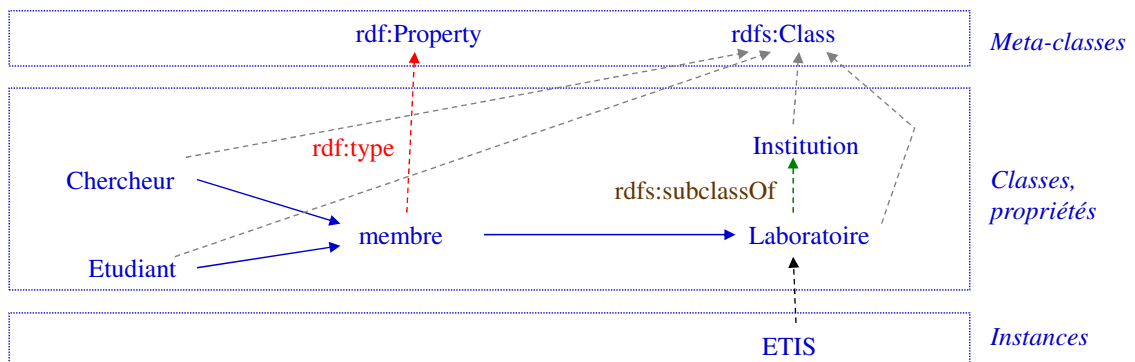 rdf:Property
rdfs:Class
Meta-classes
rdf:type
Institution
Chercheur
rdfs:subclassOf
Classes,
propriétés
membre
Laboratoire
Etudiant
Instances
ETIS